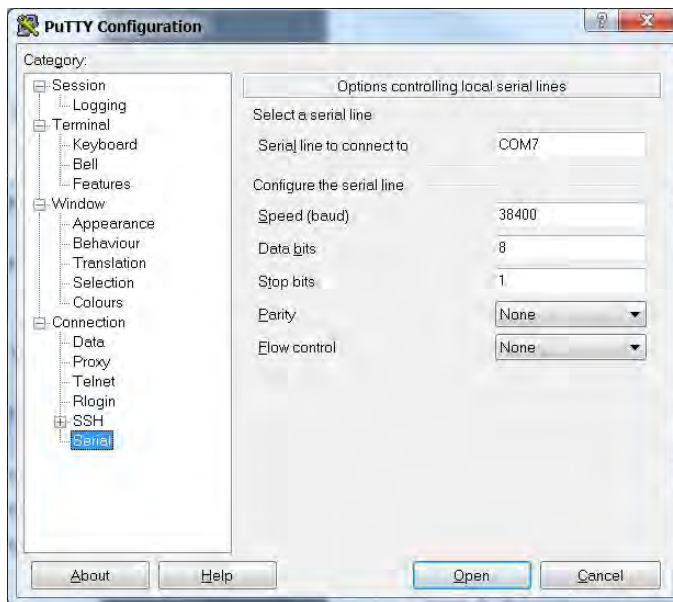 PuTTY Configuration
Category:
Session
Logging
Terminal
Keyboard
Bell
Features
Window
Appearance
Behaviour
Translation
Selection
Colours
Connection
Data
Proxy
Telnet
Rlogin
SSH
Serial
Options controlling local serial lines
Select a serial line
Serial line to connect to COM7
Configure the serial line
Speed (baud) 38400
Data bits 8
Stop bits 1
Parity None
Flow control None
About Help Open Cancel